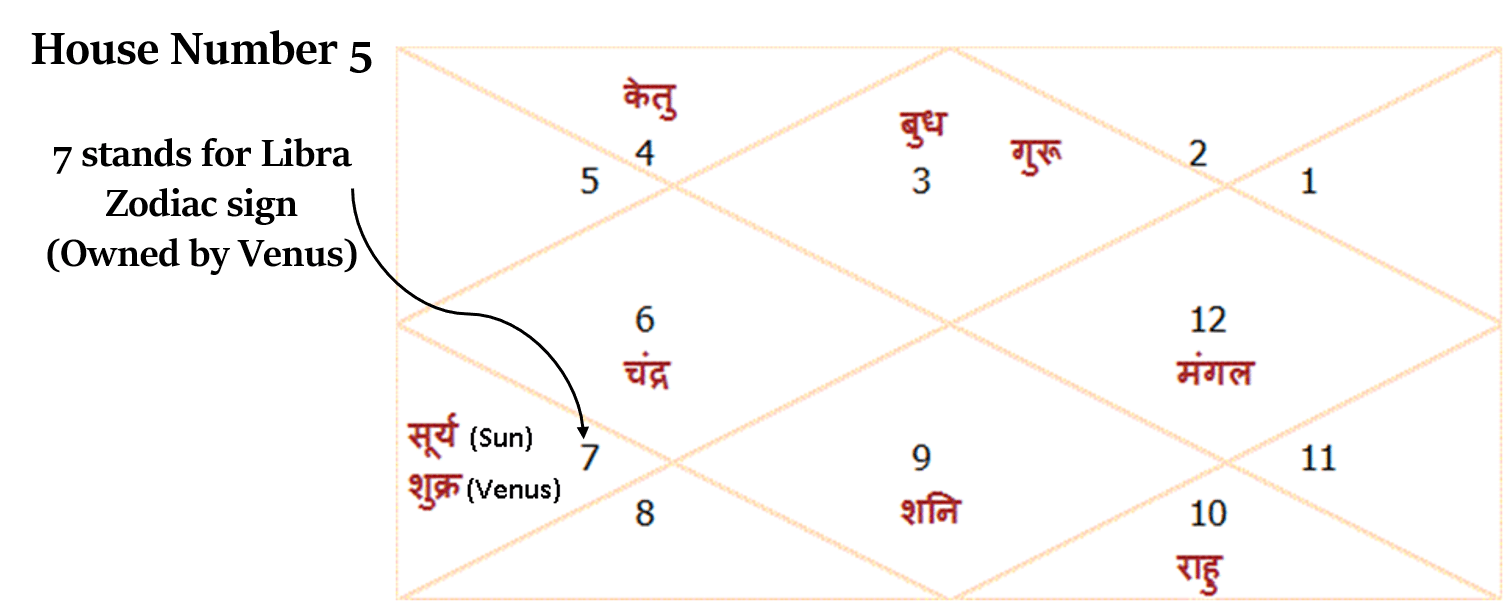 House Number 5
7 stands for Libra
Zodiac sign
(Owned by Venus)
केतु
बुध
गुरू
4
2
5
3
1
6
12
चंद्र
मंगल
सूर्य (Sun)
7
9
11
शुक्र (Venus)
8
शनि
10
राहु